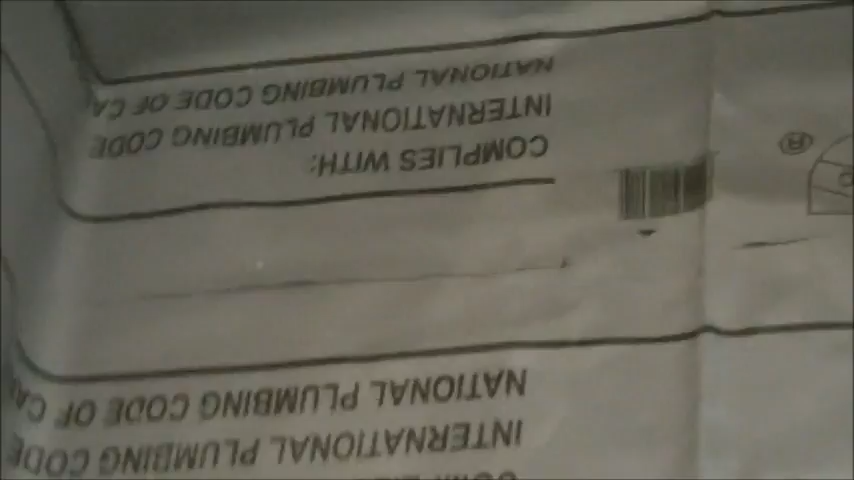 COMPLIES WITH:
INTERNATIONAL PLUMBING CODE
NATIONAL PLUMBING CODE OF CA
INTERNATIONAL PLUMBING CODE
NATIONAL PLUMBING CODE OF CA
®